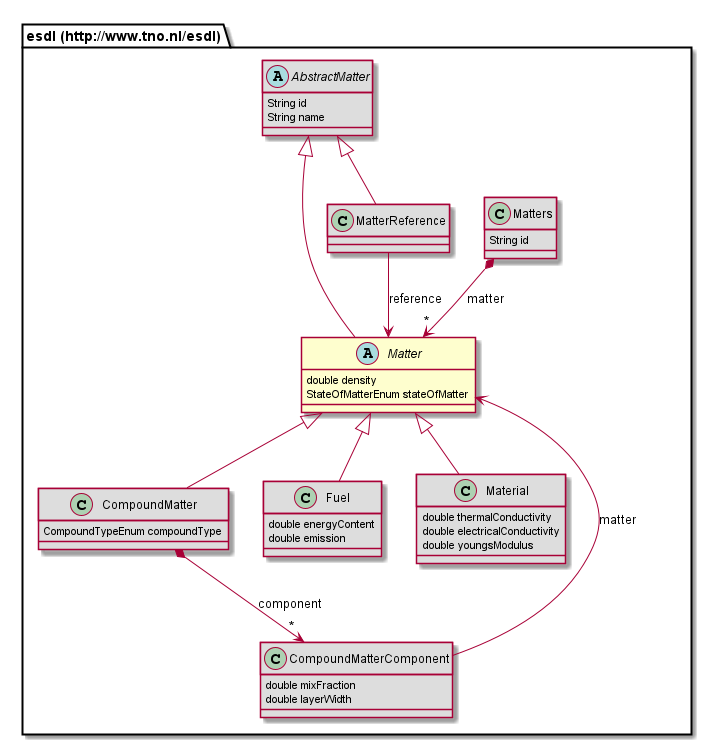 esdl (http://www.tno.nl/esdl)
A AbstractMatter
String id
String name
C MatterReference
C Matters
String id
reference
matter
*
A Matter
double density
StateOfMatterEnum stateOfMatter
C CompoundMatter
CompoundTypeEnum compoundType
C Fuel
double energyContent
double emission
C Material
double thermalConductivity
double electricalConductivity
double youngsModulus
matter
component
*
C CompoundMatterComponent
double mixFraction
double layerWidth